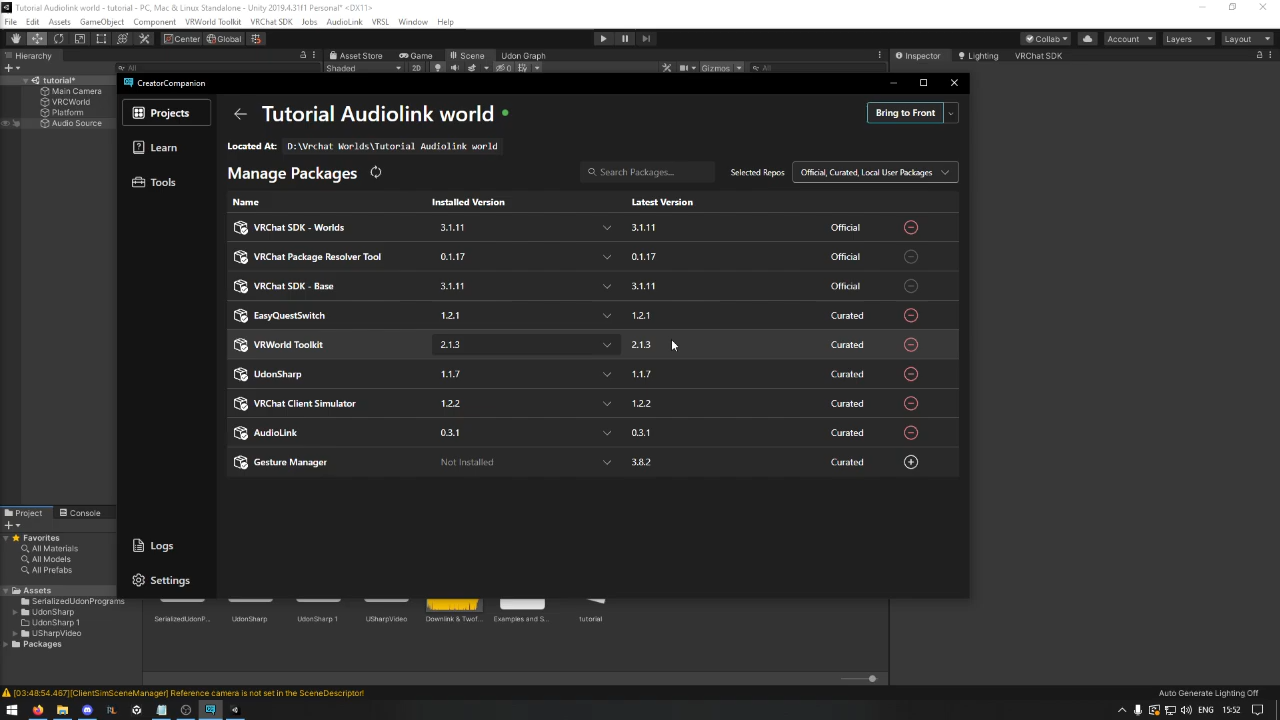 Tutorial Audiolink world - tutorial - PC, Mac & Linux Standalone - Unity 2019.4.31f1 Personal* <DX11>
File Edit Assets GameObject Component VRWorld Toolkit VRChat SDK Jobs AudioLink VRSL Window Help
Center Global Collab Account Layers Layout
Hierarchy Asset Store Game Scene Udon Graph Inspector Lighting VRChat SDK
All Shaded 2D 0 Gizmos All
tutorial*
Main Camera
VRCWorld
Platform
Audio Source
CreatorCompanion
Projects
Learn
Tools
Logs
Settings
Tutorial Audiolink world
Bring to Front
Located At: D:\Vrchat Worlds\Tutorial Audiolink world
Manage Packages Search Packages... Selected Repos Official, Curated, Local User Packages
Name Installed Version Latest Version
VRChat SDK - Worlds 3.1.11 3.1.11 Official
VRChat Package Resolver Tool 0.1.17 0.1.17 Official
VRChat SDK - Base 3.1.11 3.1.11 Official
EasyQuestSwitch 1.2.1 1.2.1 Curated
VRWorld Toolkit 2.1.3 2.1.3 Curated
UdonSharp 1.1.7 1.1.7 Curated
VRChat Client Simulator 1.2.2 1.2.2 Curated
AudioLink 0.3.1 0.3.1 Curated
Gesture Manager Not Installed 3.8.2 Curated
Project Console
Favorites
All Materials
All Models
All Prefabs
Assets
SerializedUdonPrograms
UdonSharp
UdonSharp 1
USharpVideo
Packages
SerializedUdonP... UdonSharp UdonSharp 1 USharpVideo Downlink & Twof... Examples and S... tutorial
[03:48:54.467][ClientSimSceneManager] Reference camera is not set in the SceneDescriptor!
Auto Generate Lighting Off
ENG 15:52